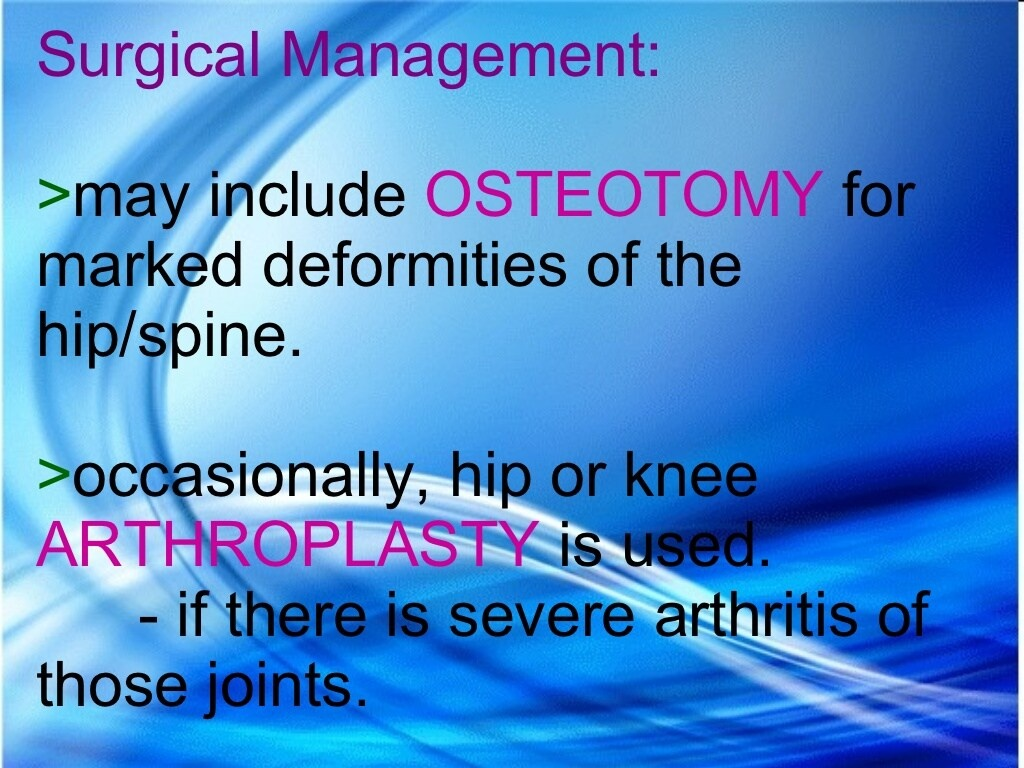 Surgical Management:
>may include OSTEOTOMY for
marked deformities of the
hip/spine.
>occasionally, hip or knee
ARTHROPLASTY is used.
- if there is severe arthritis of
those joints.